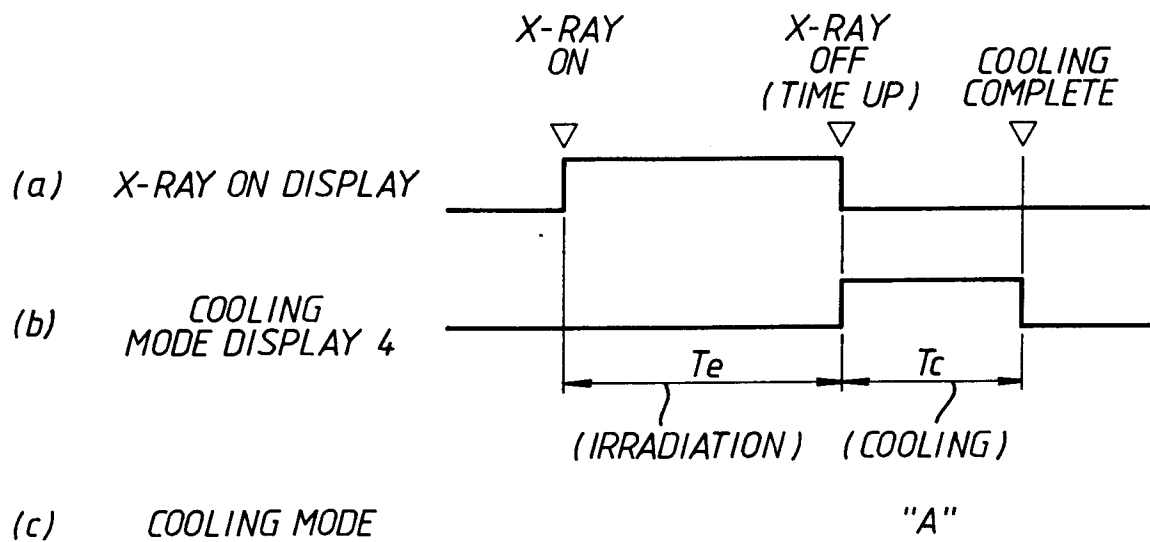 X-RAY
ON
X-RAY
OFF
(TIME UP)
COOLING
COMPLETE
(a) X-RAY ON DISPLAY
(b) COOLING
MODE DISPLAY 4
Te
Tc
(IRRADIATION)
(COOLING)
(c) COOLING MODE "A"